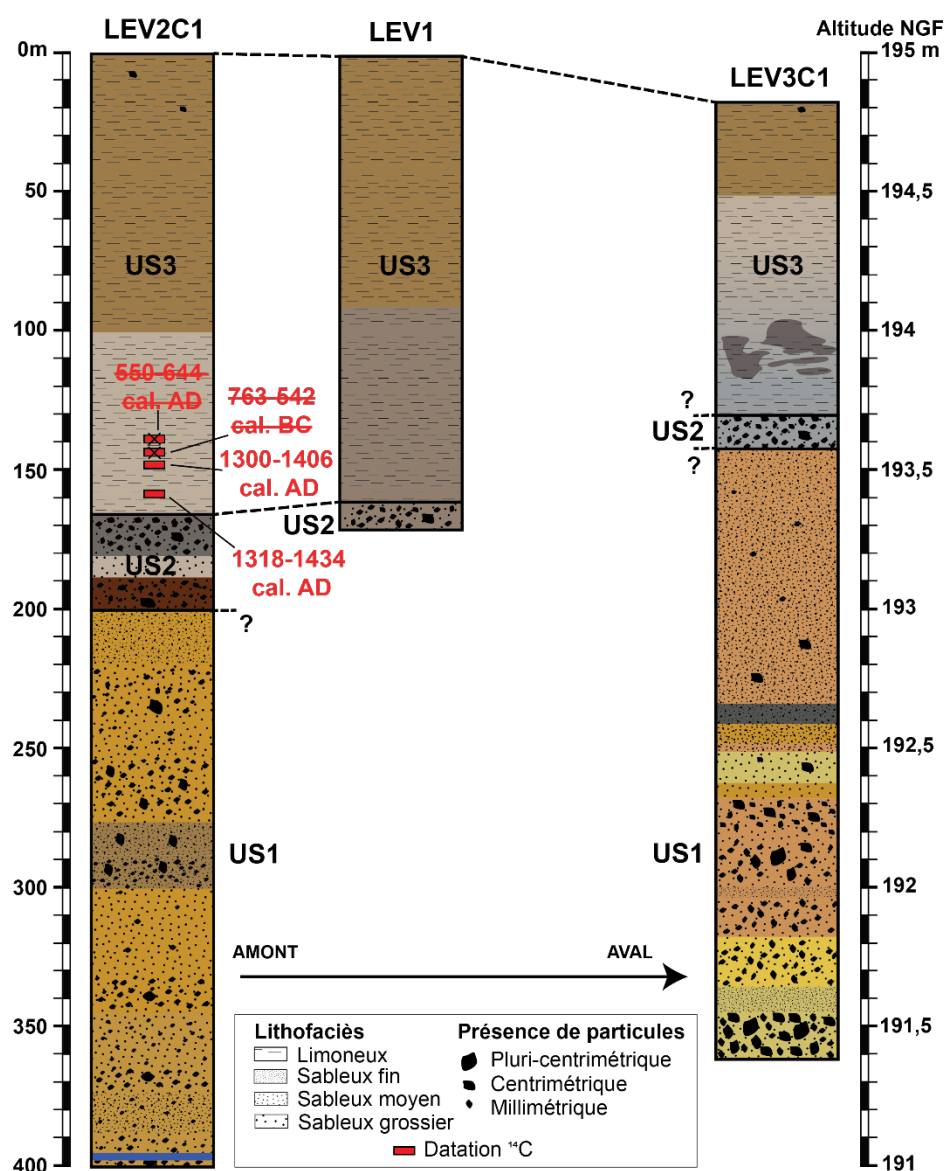 LEV2C1
LEV1
Altitude NGF
0m
195 m
LEV3C1
50
194,5
US3
US3
US3
100
194
550-644
cal. AD
763-542
cal. BC
?
US2
150
1300-1406
cal. AD
?
193,5
US2
1318-1434
cal. AD
US2
200
?
193
250
192,5
US1
US1
300
192
AMONT
AVAL
350
191,5
Lithofaciès
Limoneux
Sableux fin
Sableux moyen
Sableux grossier
Présence de particules
Pluri-centrimétrique
Centrimétrique
Millimétrique
Datation ¹⁴C
400
191